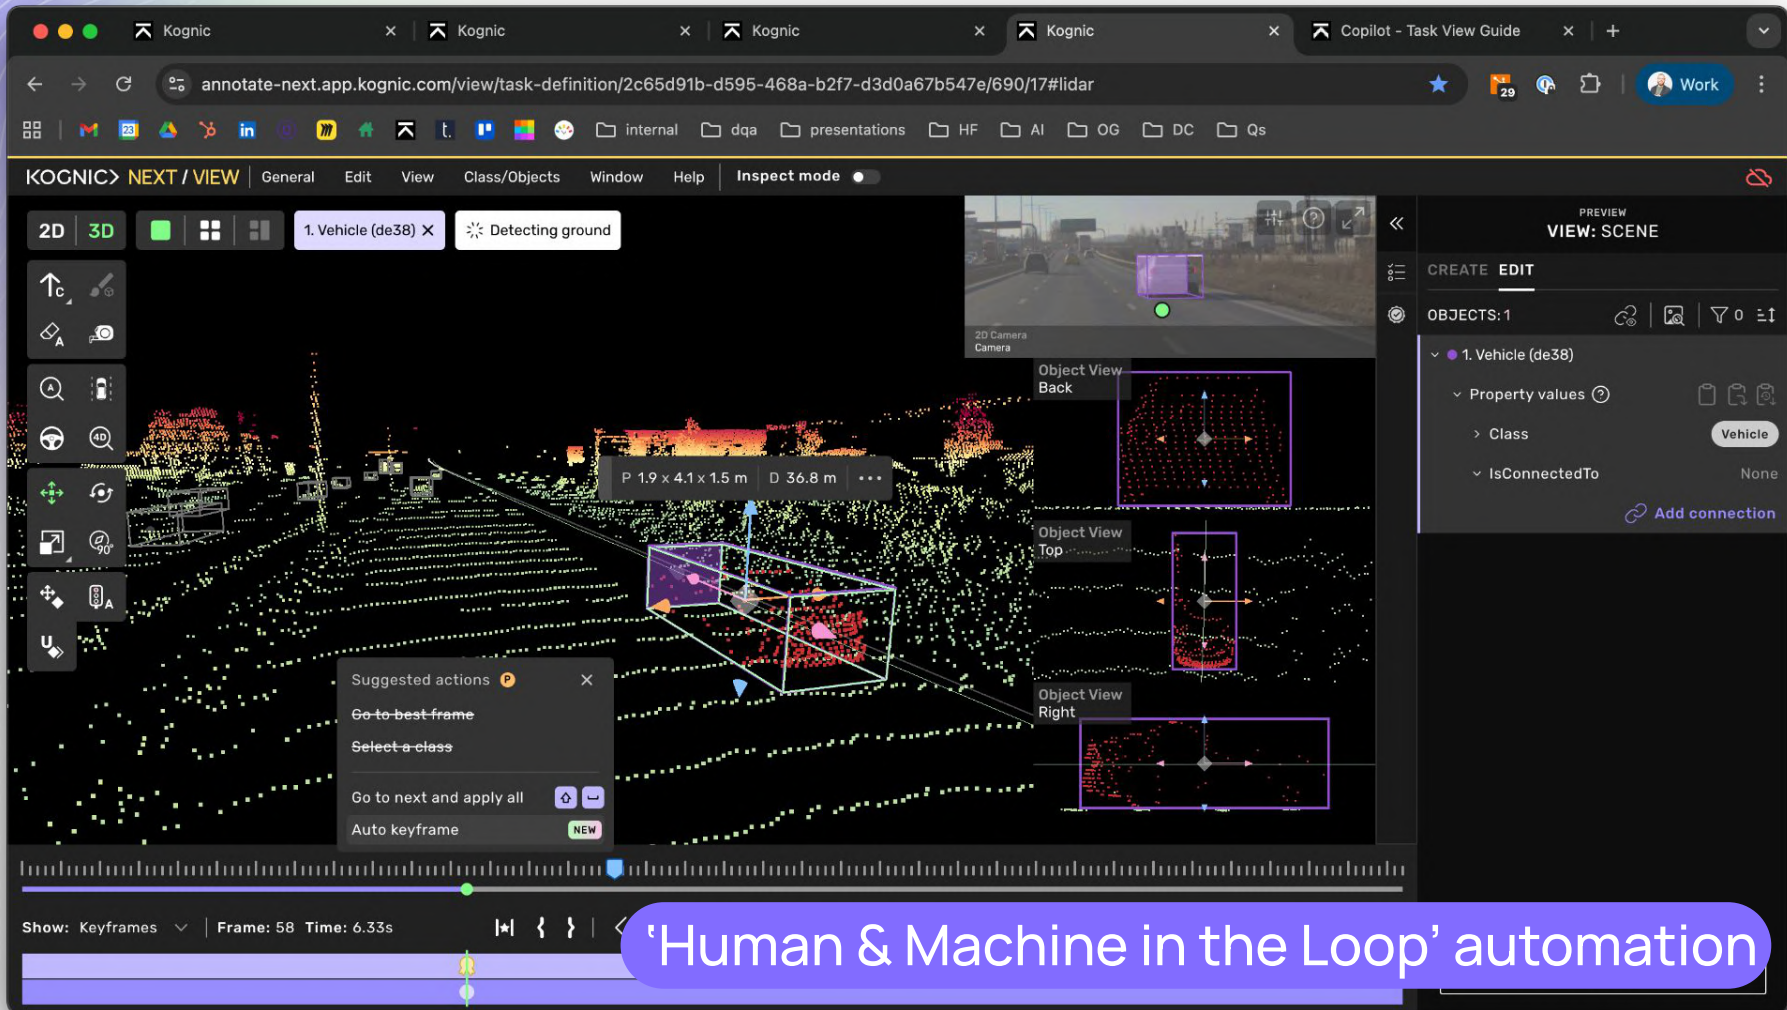 Kognic
Kognic
Kognic
Kognic
Copilot - Task View Guide
annotate-next.app.kognic.com/view/task-definition/2c65d91b-d595-468a-b2f7-d3d0a67b547e/690/17#lidar
29
Work
23
in
t.
internal
dqa
presentations
HF
AI
OG
DC
Qs
KOGNIC NEXT / VIEW
General
Edit
View
Class/Objects
Window
Help
Inspect mode
2D
3D
1. Vehicle (de38)
Detecting ground
2D Camera
Camera
PREVIEW
VIEW: SCENE
CREATE
EDIT
OBJECTS: 1
0
1. Vehicle (de38)
Property values
Class
Vehicle
IsConnectedTo
None
Add connection
C
A
A
4D
90°
A
U
P 1.9 x 4.1 x 1.5 m
D 36.8 m
Object View
Back
Object View
Top
Object View
Right
Suggested actions P
Go to best frame
Select a class
Go to next and apply all
Auto keyframe
NEW
Show: Keyframes
Frame: 58 Time: 6.33s
‘Human & Machine in the Loop’ automation